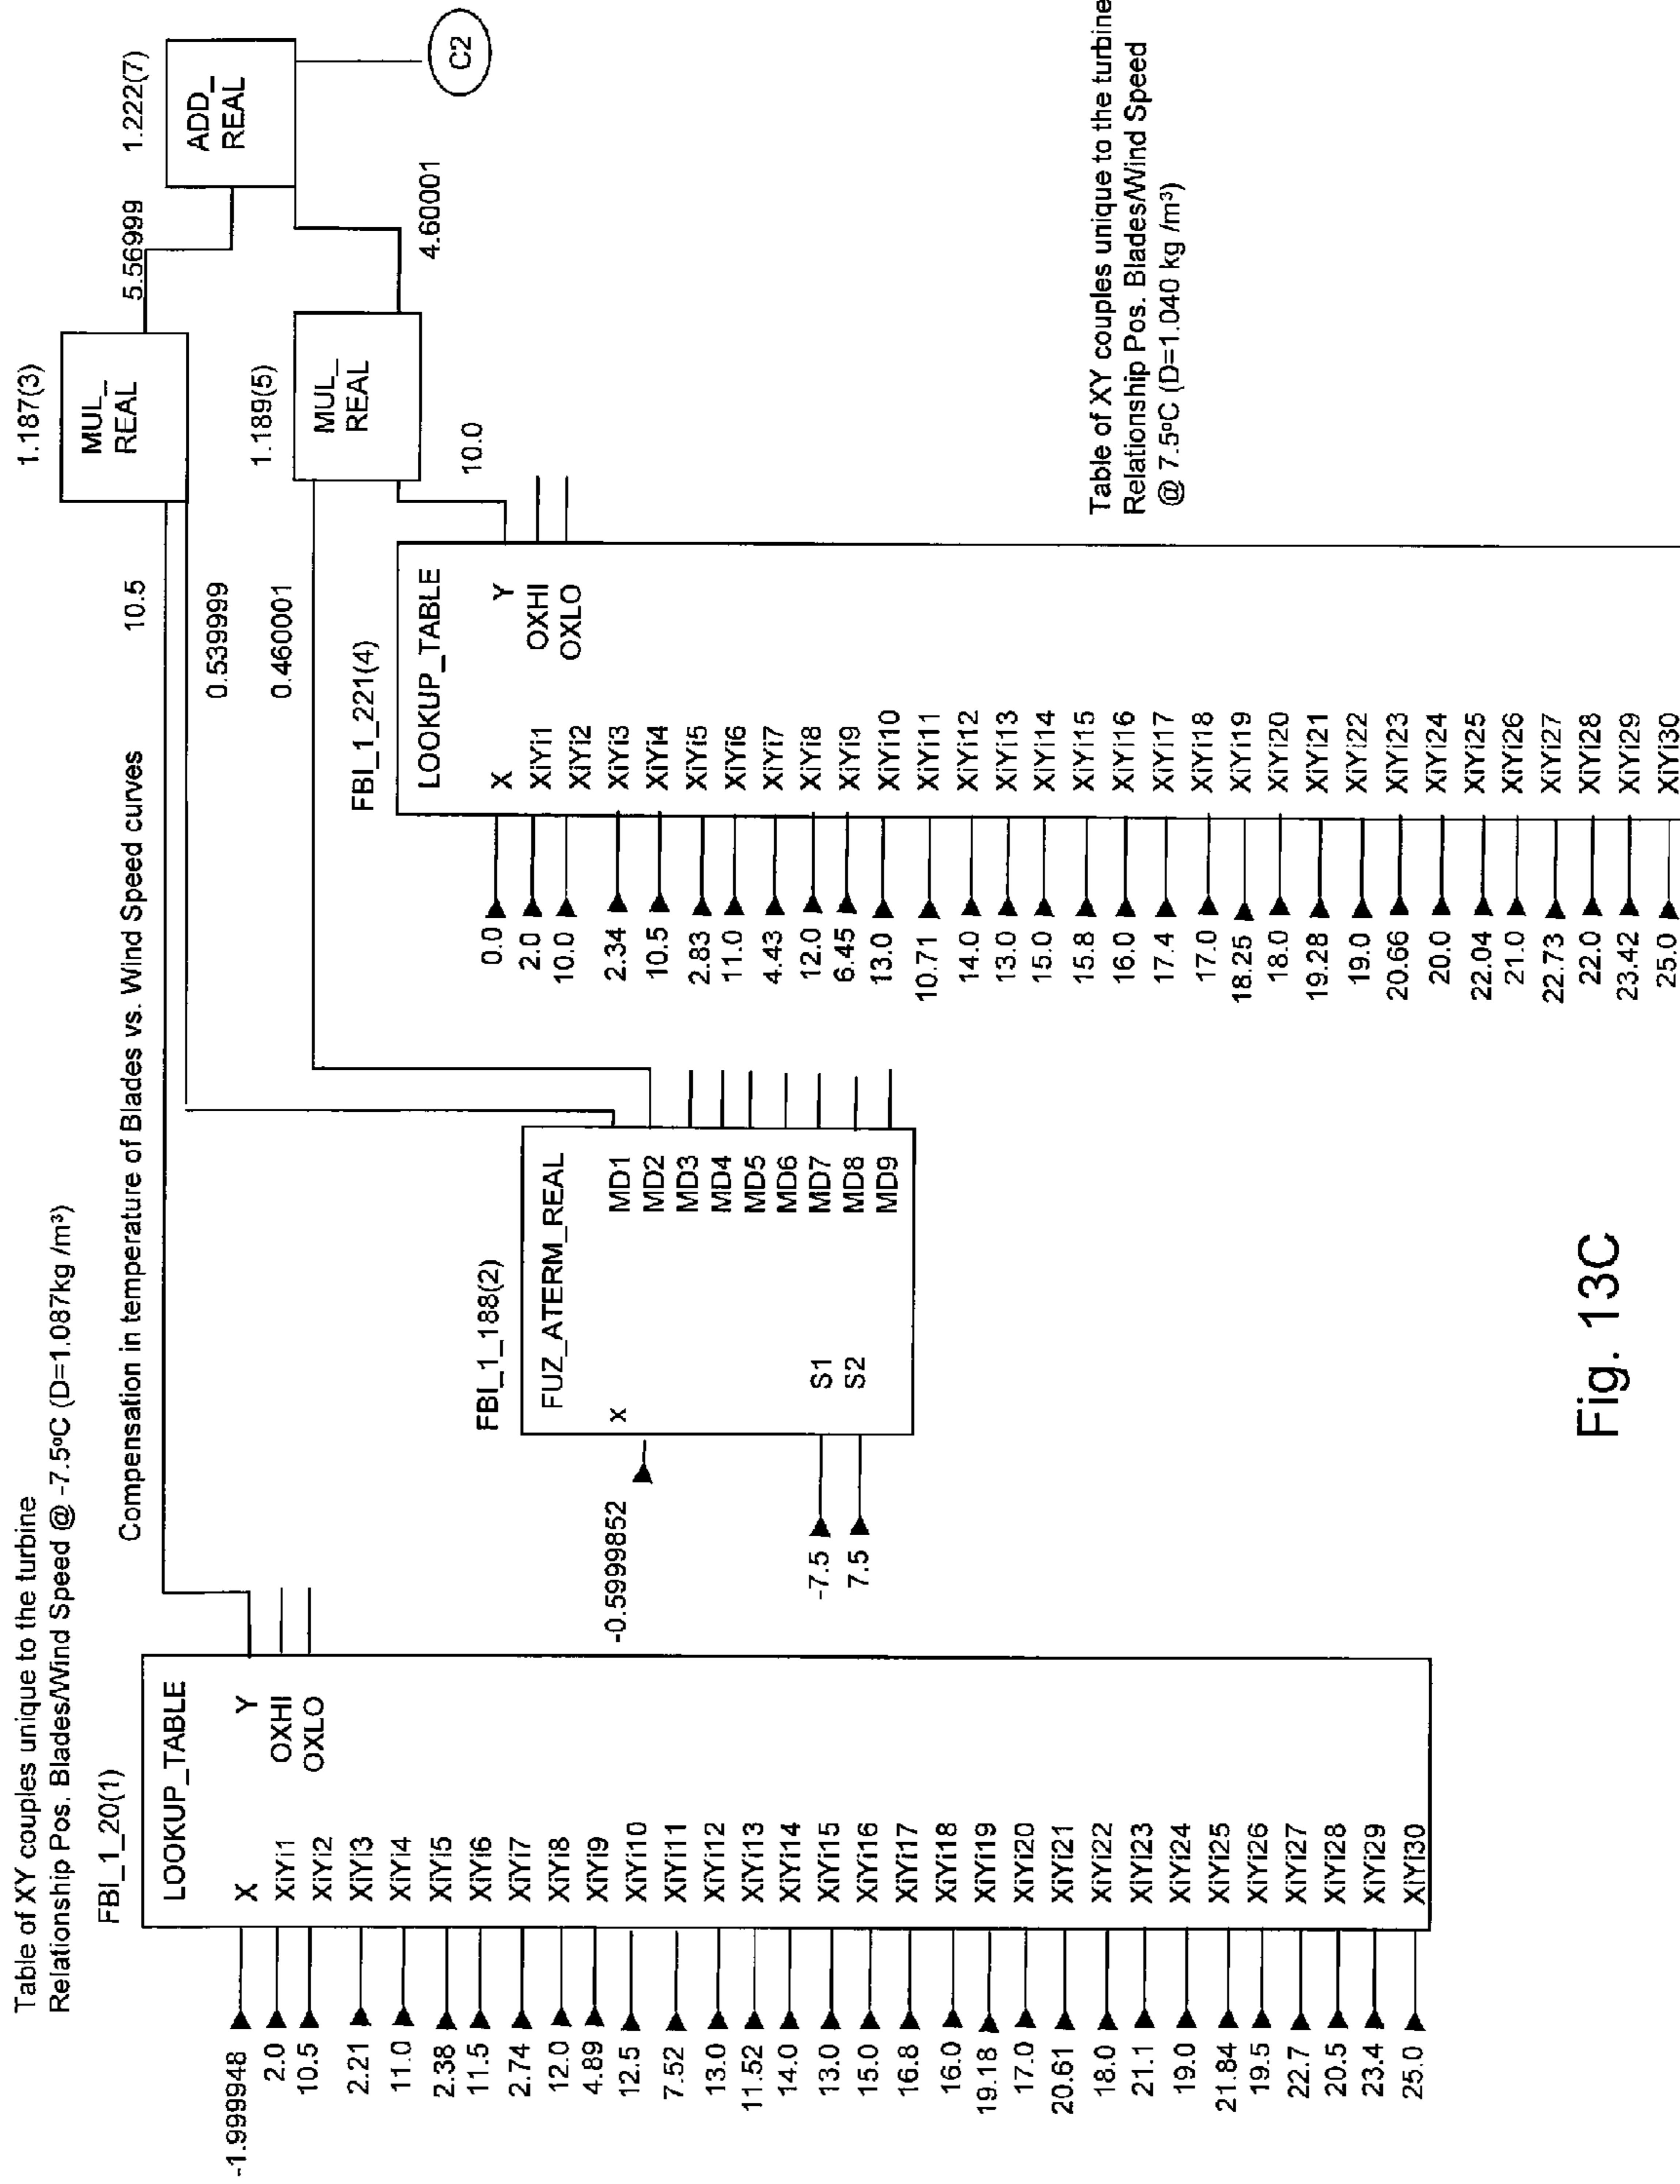 Table of XY couples unique to the turbine
Relationship Pos. Blades/Wind Speed @ -7.5ºC (D=1.087kg /m³)
Compensation in temperature of Blades vs. Wind Speed curves
FBI_1_20(1)
LOOKUP_TABLE
X Y
OXHI
OXLO
-1.999948
2.0 XiYi1
10.5 XiYi2
2.21 XiYi3
11.0 XiYi4
2.38 XiYi5
11.5 XiYi6
2.74 XiYi7
12.0 XiYi8
4.89 XiYi9
12.5 XiYi10
7.52 XiYi11
13.0 XiYi12
11.52 XiYi13
14.0 XiYi14
13.0 XiYi15
15.0 XiYi16
16.8 XiYi17
16.0 XiYi18
19.18 XiYi19
17.0 XiYi20
20.61 XiYi21
18.0 XiYi22
21.1 XiYi23
19.0 XiYi24
21.84 XiYi25
19.5 XiYi26
22.7 XiYi27
20.5 XiYi28
23.4 XiYi29
25.0 XiYi30
FBI_1_188(2)
FUZ_ATERM_REAL
-0.5999852 X
-7.5 S1
7.5 S2
MD1
MD2
MD3
MD4
MD5
MD6
MD7
MD8
MD9
10.5
0.539999
0.460001
FBI_1_221(4)
LOOKUP_TABLE
X Y
OXHI
OXLO
0.0
2.0 XiYi1
10.0 XiYi2
2.34 XiYi3
10.5 XiYi4
2.83 XiYi5
11.0 XiYi6
4.43 XiYi7
12.0 XiYi8
6.45 XiYi9
13.0 XiYi10
10.71 XiYi11
14.0 XiYi12
13.0 XiYi13
15.0 XiYi14
15.8 XiYi15
16.0 XiYi16
17.4 XiYi17
17.0 XiYi18
18.25 XiYi19
18.0 XiYi20
19.28 XiYi21
19.0 XiYi22
20.66 XiYi23
20.0 XiYi24
22.04 XiYi25
21.0 XiYi26
22.73 XiYi27
22.0 XiYi28
23.42 XiYi29
25.0 XiYi30
1.187(3)
MUL_
REAL
1.189(5)
MUL_
REAL
10.0
5.56999
4.60001
1.222(7)
ADD_
REAL
C2
Table of XY couples unique to the turbine
Relationship Pos. Blades/Wind Speed
@ 7.5ºC (D=1.040 kg /m³)
Fig. 13C